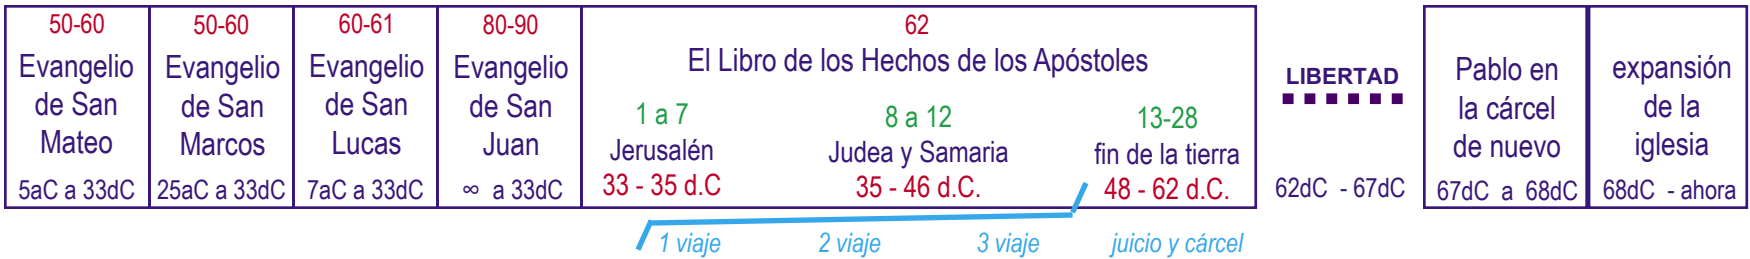 50-60
Evangelio
de San
Mateo
5aC a 33dC
50-60
Evangelio
de San
Marcos
25aC a 33dC
60-61
Evangelio
de San
Lucas
7aC a 33dC
80-90
Evangelio
de San
Juan
∞ a 33dC
62
El Libro de los Hechos de los Apóstoles
1 a 7
Jerusalén
33 - 35 d.C
8 a 12
Judea y Samaria
35 - 46 d.C.
13-28
fin de la tierra
48 - 62 d.C.
LIBERTAD
62dC - 67dC
Pablo en
la cárcel
de nuevo
67dC a 68dC
expansión
de la
iglesia
68dC - ahora
1 viaje 2 viaje 3 viaje juicio y cárcel